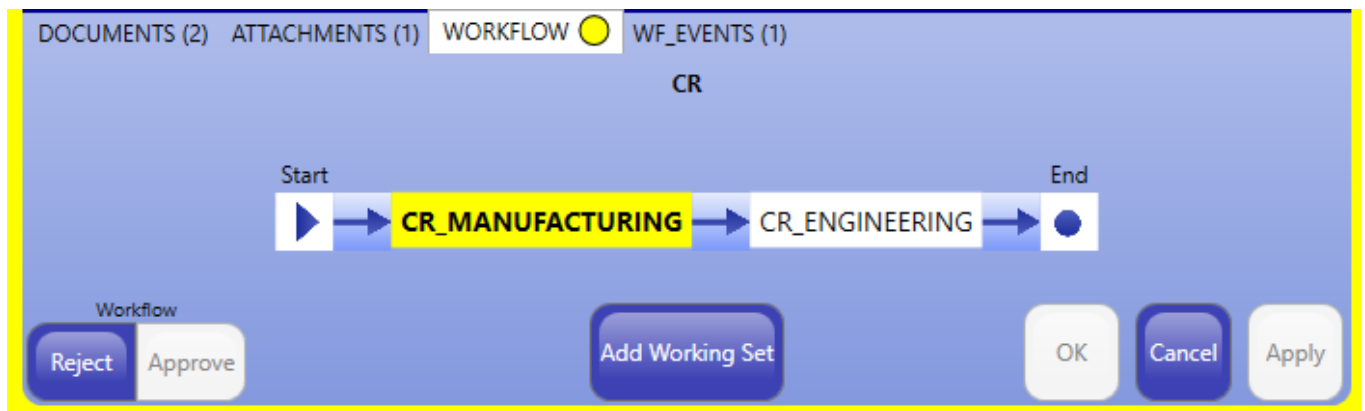 DOCUMENTS (2) ATTACHMENTS (1) WORKFLOW WF_EVENTS (1)
CR
Start End
CR_MANUFACTURING CR_ENGINEERING
Workflow
Reject Approve Add Working Set OK Cancel Apply